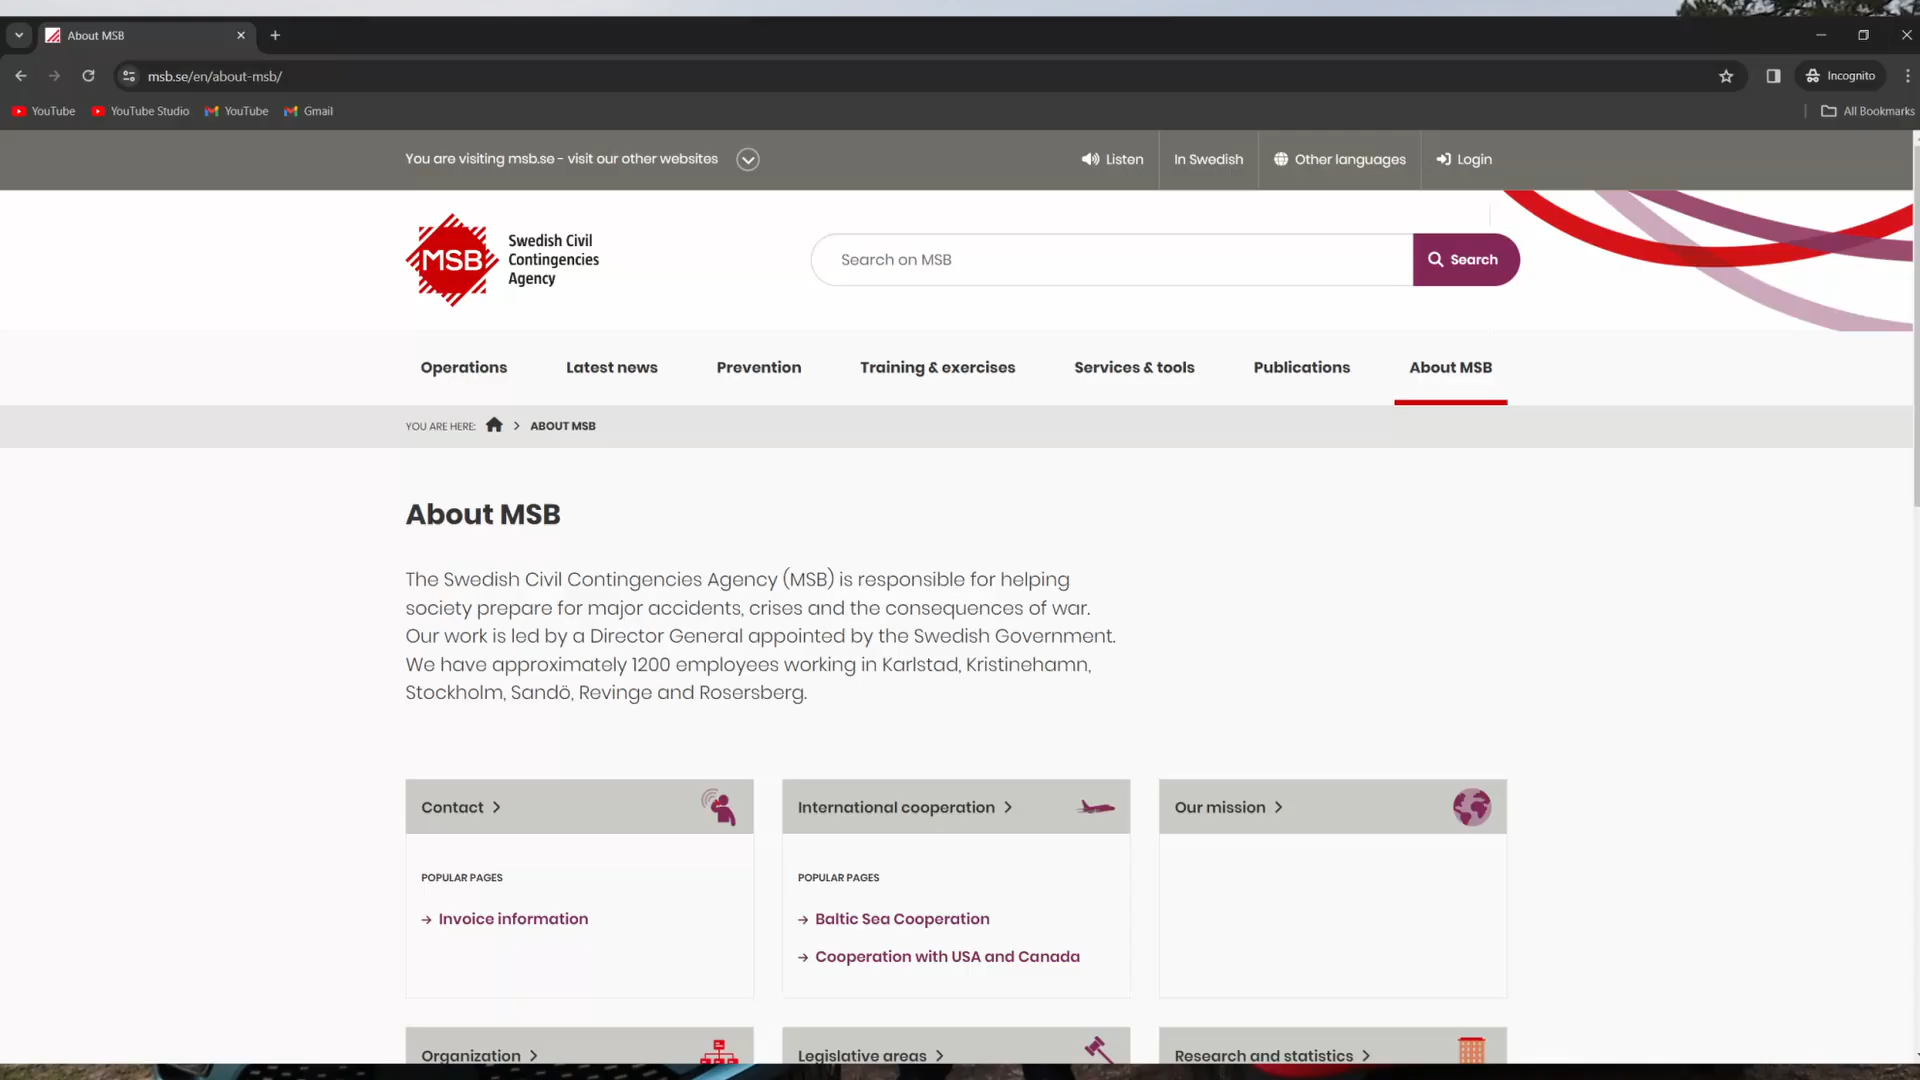 About MSB
msb.se/en/about-msb/
Incognito
YouTube
YouTube Studio
YouTube
Gmail
All Bookmarks
You are visiting msb.se - visit our other websites
Listen
In Swedish
Other languages
Login
MSB
Swedish Civil
Contingencies
Agency
Search on MSB
Search
Operations
Latest news
Prevention
Training & exercises
Services & tools
Publications
About MSB
YOU ARE HERE:
ABOUT MSB
About MSB
The Swedish Civil Contingencies Agency (MSB) is responsible for helping
society prepare for major accidents, crises and the consequences of war.
Our work is led by a Director General appointed by the Swedish Government.
We have approximately 1200 employees working in Karlstad, Kristinehamn,
Stockholm, Sandö, Revinge and Rosersberg.
Contact
POPULAR PAGES
Invoice information
International cooperation
POPULAR PAGES
Baltic Sea Cooperation
Cooperation with USA and Canada
Our mission
Organization
Legislative areas
Research and statistics